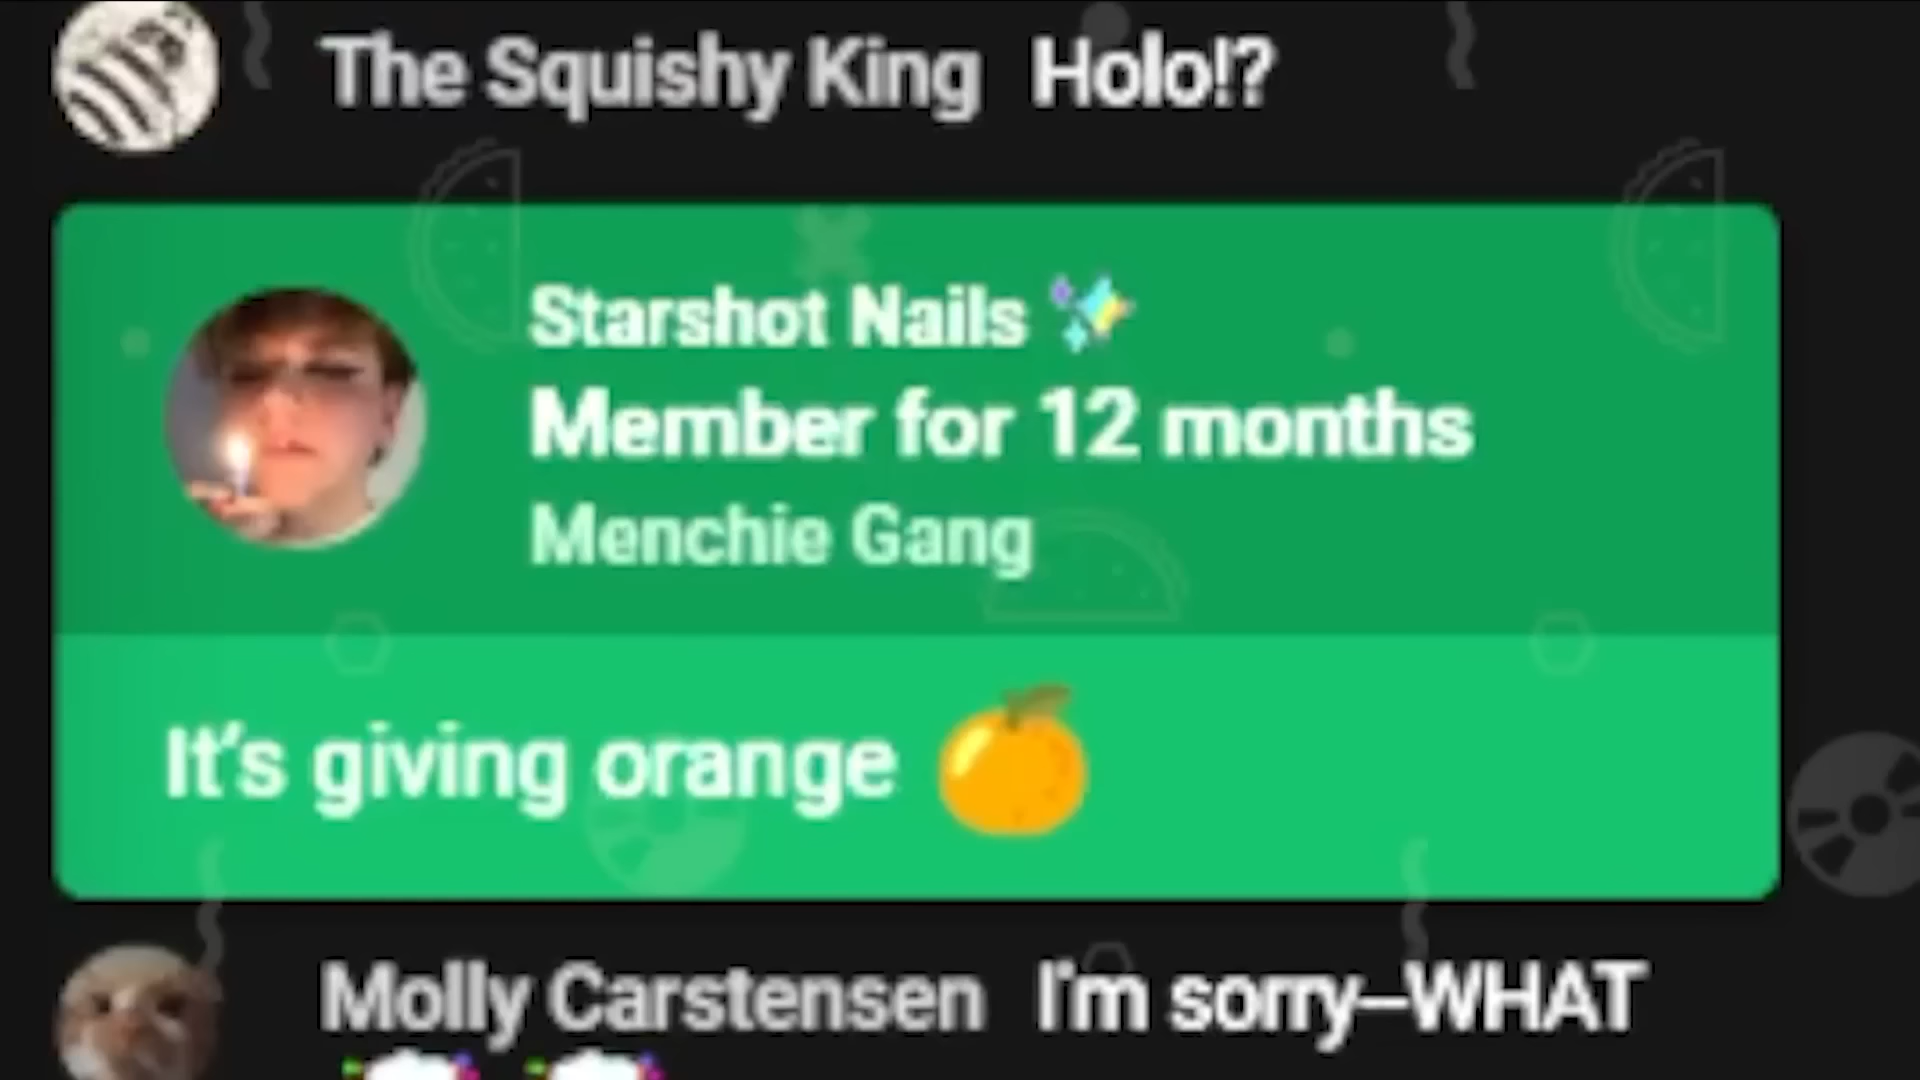 The Squishy King Holo!?
Starshot Nails
Member for 12 months
Menchie Gang
It's giving orange 🍊
Molly Carstensen I'm sorry–WHAT